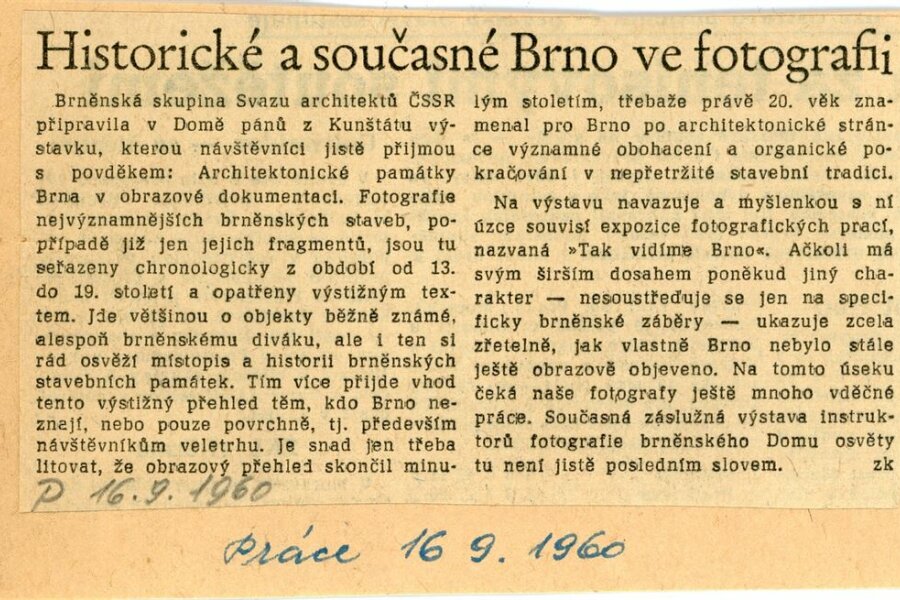 Historické a současné Brno ve fotografii
Brněnská skupina Svazu architektů ČSSR
připravila v Domě pánů z Kunštátu vý-
stavku, kterou návštěvníci jistě přijmou
s povděkem: Architektonické památky
Brna v obrazové dokumentaci. Fotografie
nejvýznamnějších brněnských staveb, po-
případě již jen jejich fragmentů, jsou tu
seřazeny chronologicky z období od 13.
do 19. století a opatřeny výstižným tex-
tem. Jde většinou o objekty běžně známé,
alespoň brněnskému diváku, ale i ten si
rád osvěží místopis a historii brněnských
stavebních památek. Tím více přijde vhod
tento výstižný přehled těm, kdo Brno ne-
znají, nebo pouze povrchně, tj. především
návštěvníkům veletrhu. Je snad jen třeba
litovat, že obrazový přehled skončil minu-
lým stoletím, třebaže právě 20. věk zna-
menal pro Brno po architektonické strán-
ce významné obohacení a organické po-
kračování v nepřetržité stavební tradici.
Na výstavu navazuje a myšlenkou s ní
úzce souvisí expozice fotografických prací,
nazvaná »Tak vidíme Brno«. Ačkoli má
svým širším dosahem poněkud jiný cha-
rakter — nesoustřeďuje se jen na speci-
ficky brněnské záběry — ukazuje zcela
zřetelně, jak vlastně Brno nebylo stále
ještě obrazově objeveno. Na tomto úseku
čeká naše fotografy ještě mnoho vděčné
práce. Současná záslužná výstava instruk-
torů fotografie brněnského Domu osvěty
tu není jistě posledním slovem. zk
P 16.9.1960
Práce 16 9. 1960